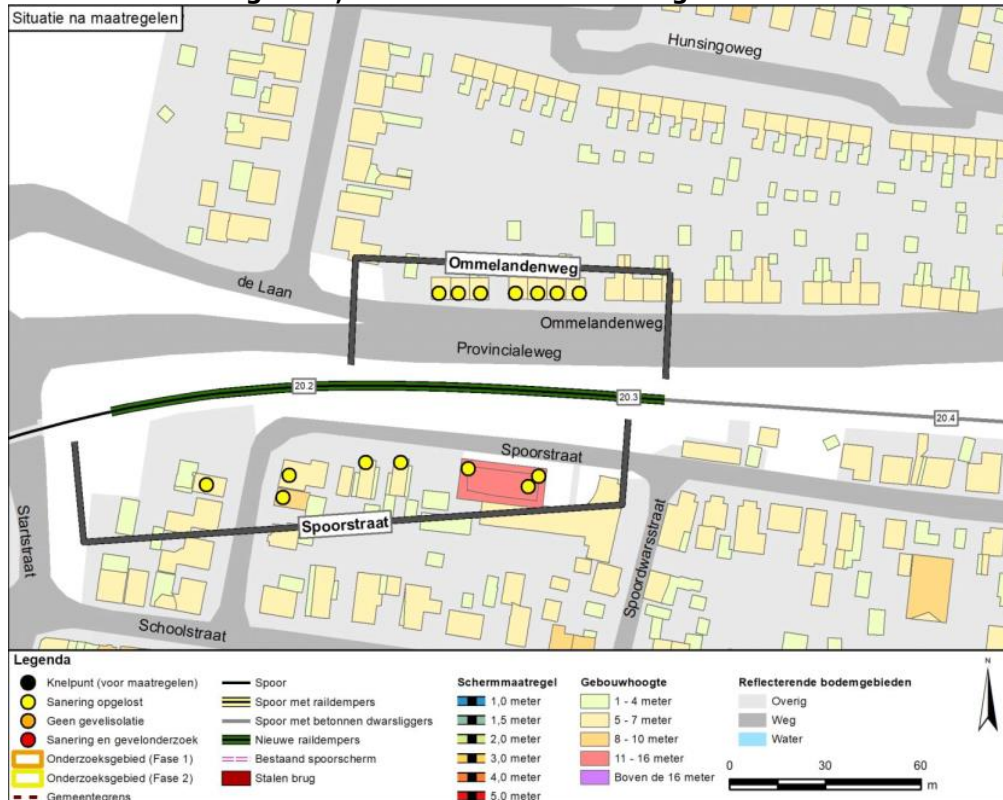 Situatie na maatregelen
Hunsingoweg
Ommelandenweg
de Laan
Ommelandenweg
Provincialeweg
20.2
20.3
20.4
Spoorstraat
Spoorstraat
Startstraat
Spoordwarsstraat
Schoolstraat
Legenda
Knelpunt (voor maatregelen)
Sanering opgelost
Geen gevelisolatie
Sanering en gevelonderzoek
Onderzoeksgebied (Fase 1)
Onderzoeksgebied (Fase 2)
Gemeentegrens
Spoor
Spoor met raildempers
Spoor met betonnen dwarsliggers
Nieuwe raildempers
Bestaand spoorscherm
Stalen brug
Schermmaatregel
1,0 meter
1,5 meter
2,0 meter
3,0 meter
4,0 meter
5,0 meter
Gebouwhoogte
1 - 4 meter
5 - 7 meter
8 - 10 meter
11 - 16 meter
Boven de 16 meter
Reflecterende bodemgebieden
Overig
Weg
Water
N
0 30 60
m